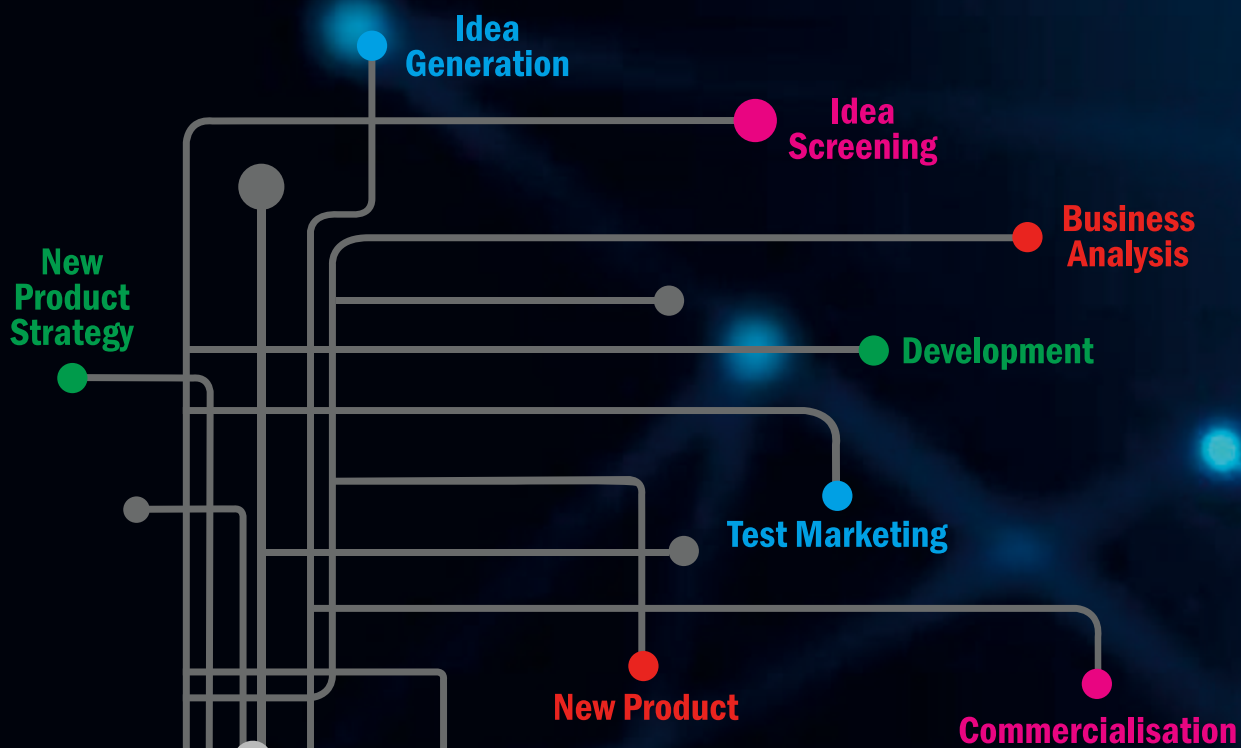 Idea
Generation
Idea
Screening
Business
Analysis
New
Product
Strategy
Development
Test Marketing
New Product
Commercialisation